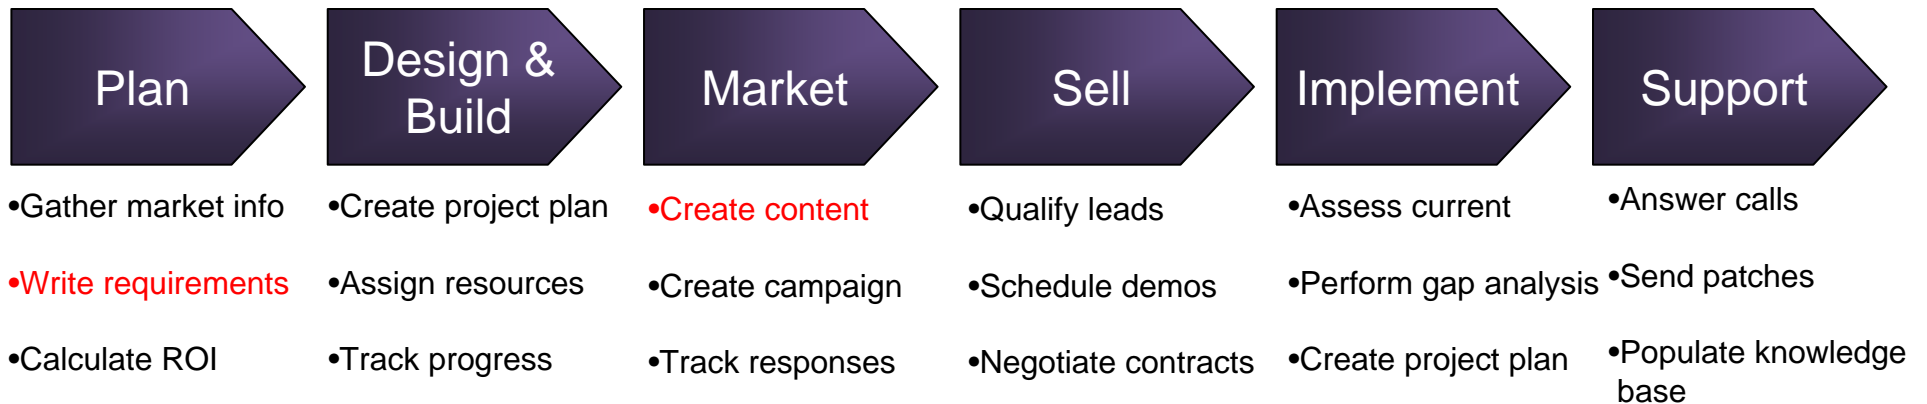 Plan
Design &
Build
Market
Sell
Implement
Support
•Gather market info
•Write requirements
•Calculate ROI
•Create project plan
•Assign resources
•Track progress
•Create content
•Create campaign
•Track responses
•Qualify leads
•Schedule demos
•Negotiate contracts
•Assess current
•Perform gap analysis
•Create project plan
•Answer calls
•Send patches
•Populate knowledge
base